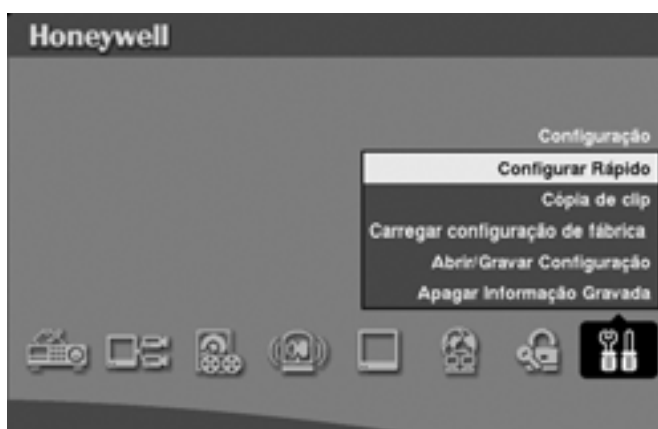 Honeywell
Configuração
Configurar Rápido
Cópia de clip
Carregar configuração de fábrica
Abrir/Gravar Configuração
Apagar Informação Gravada